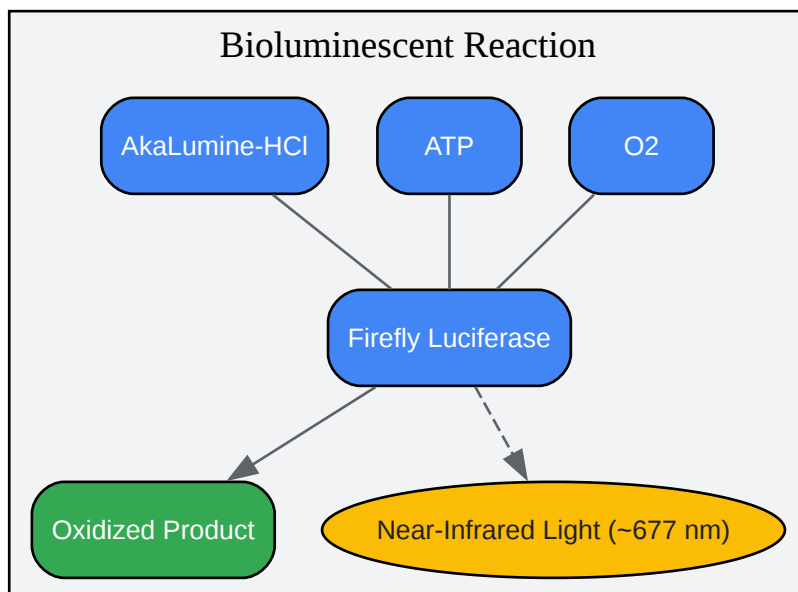 Bioluminescent Reaction
AkaLumine-HCl
ATP
O2
Firefly Luciferase
Oxidized Product
Near-Infrared Light (~677 nm)